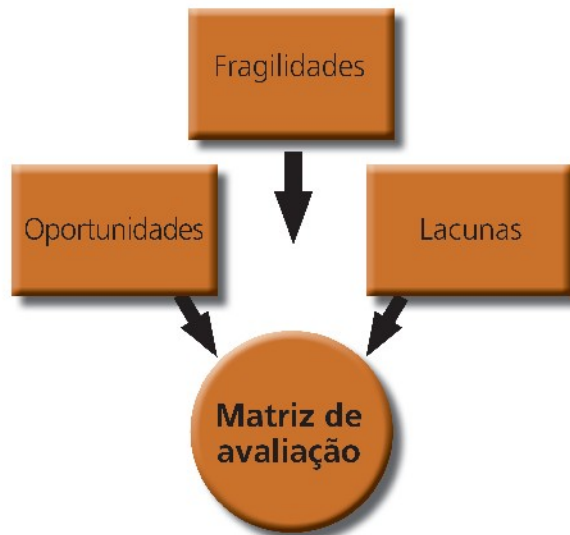 Fragilidades
Oportunidades
Lacunas
Matriz de
avaliação